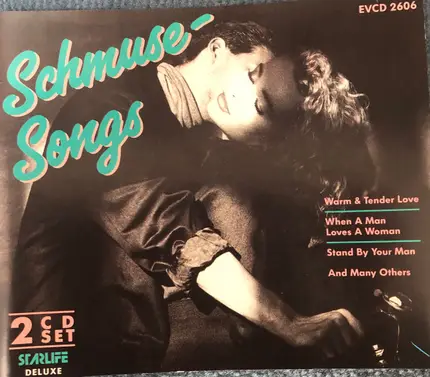 EVCD 2606
Schmuse-
Songs
Warm & Tender Love
When A Man
Loves A Woman
Stand By Your Man
And Many Others
2 CD
SET
STARLIFE
DELUXE